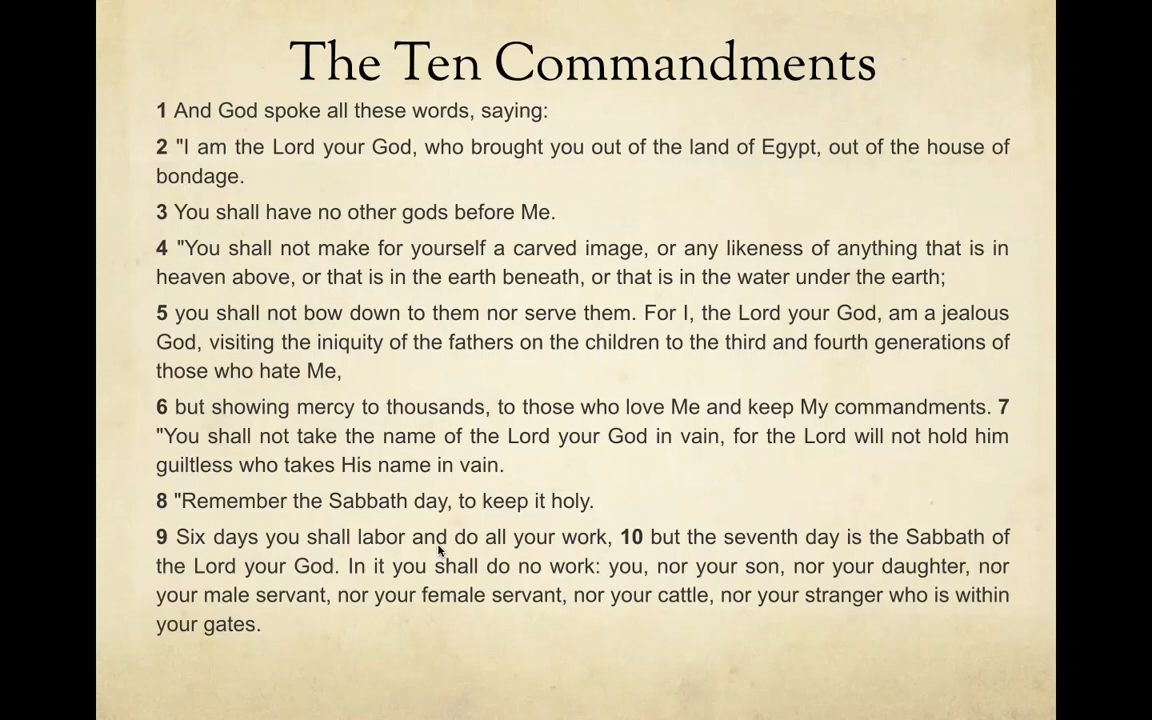 The Ten Commandments
1 And God spoke all these words, saying:
2 "I am the Lord your God, who brought you out of the land of Egypt, out of the house of
bondage.
3 You shall have no other gods before Me.
4 "You shall not make for yourself a carved image, or any likeness of anything that is in
heaven above, or that is in the earth beneath, or that is in the water under the earth;
5 you shall not bow down to them nor serve them. For I, the Lord your God, am a jealous
God, visiting the iniquity of the fathers on the children to the third and fourth generations of
those who hate Me,
6 but showing mercy to thousands, to those who love Me and keep My commandments. 7
"You shall not take the name of the Lord your God in vain, for the Lord will not hold him
guiltless who takes His name in vain.
8 "Remember the Sabbath day, to keep it holy.
9 Six days you shall labor and do all your work, 10 but the seventh day is the Sabbath of
the Lord your God. In it you shall do no work: you, nor your son, nor your daughter, nor
your male servant, nor your female servant, nor your cattle, nor your stranger who is within
your gates.